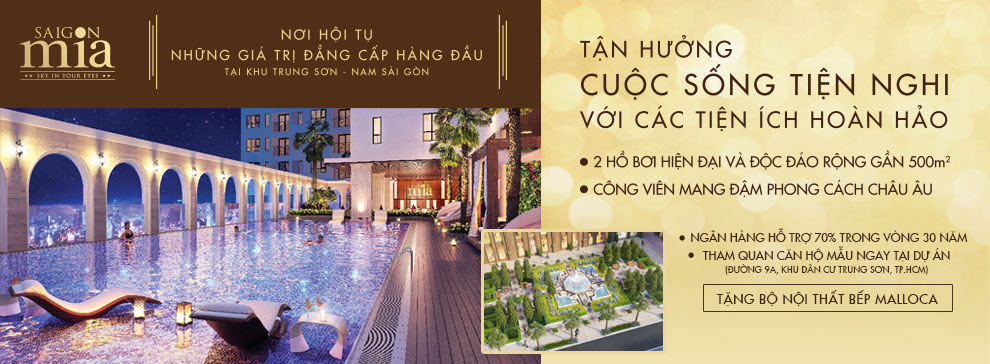 SAIGON
mia
SKY IN YOUR EYES
NƠI HỘI TỤ
NHỮNG GIÁ TRỊ ĐẲNG CẤP HÀNG ĐẦU
TẠI KHU TRUNG SƠN - NAM SÀI GÒN
mia
TẬN HƯỞNG
CUỘC SỐNG TIỆN NGHI
VỚI CÁC TIỆN ÍCH HOÀN HẢO
• 2 HỒ BƠI HIỆN ĐẠI VÀ ĐỘC ĐÁO RỘNG GẦN 500m²
• CÔNG VIÊN MANG ĐẬM PHONG CÁCH CHÂU ÂU
• NGÂN HÀNG HỖ TRỢ 70% TRONG VÒNG 30 NĂM
• THAM QUAN CĂN HỘ MẪU NGAY TẠI DỰ ÁN
(ĐƯỜNG 9A, KHU DÂN CƯ TRUNG SƠN, TP.HCM)
TẶNG BỘ NỘI THẤT BẾP MALLOCA